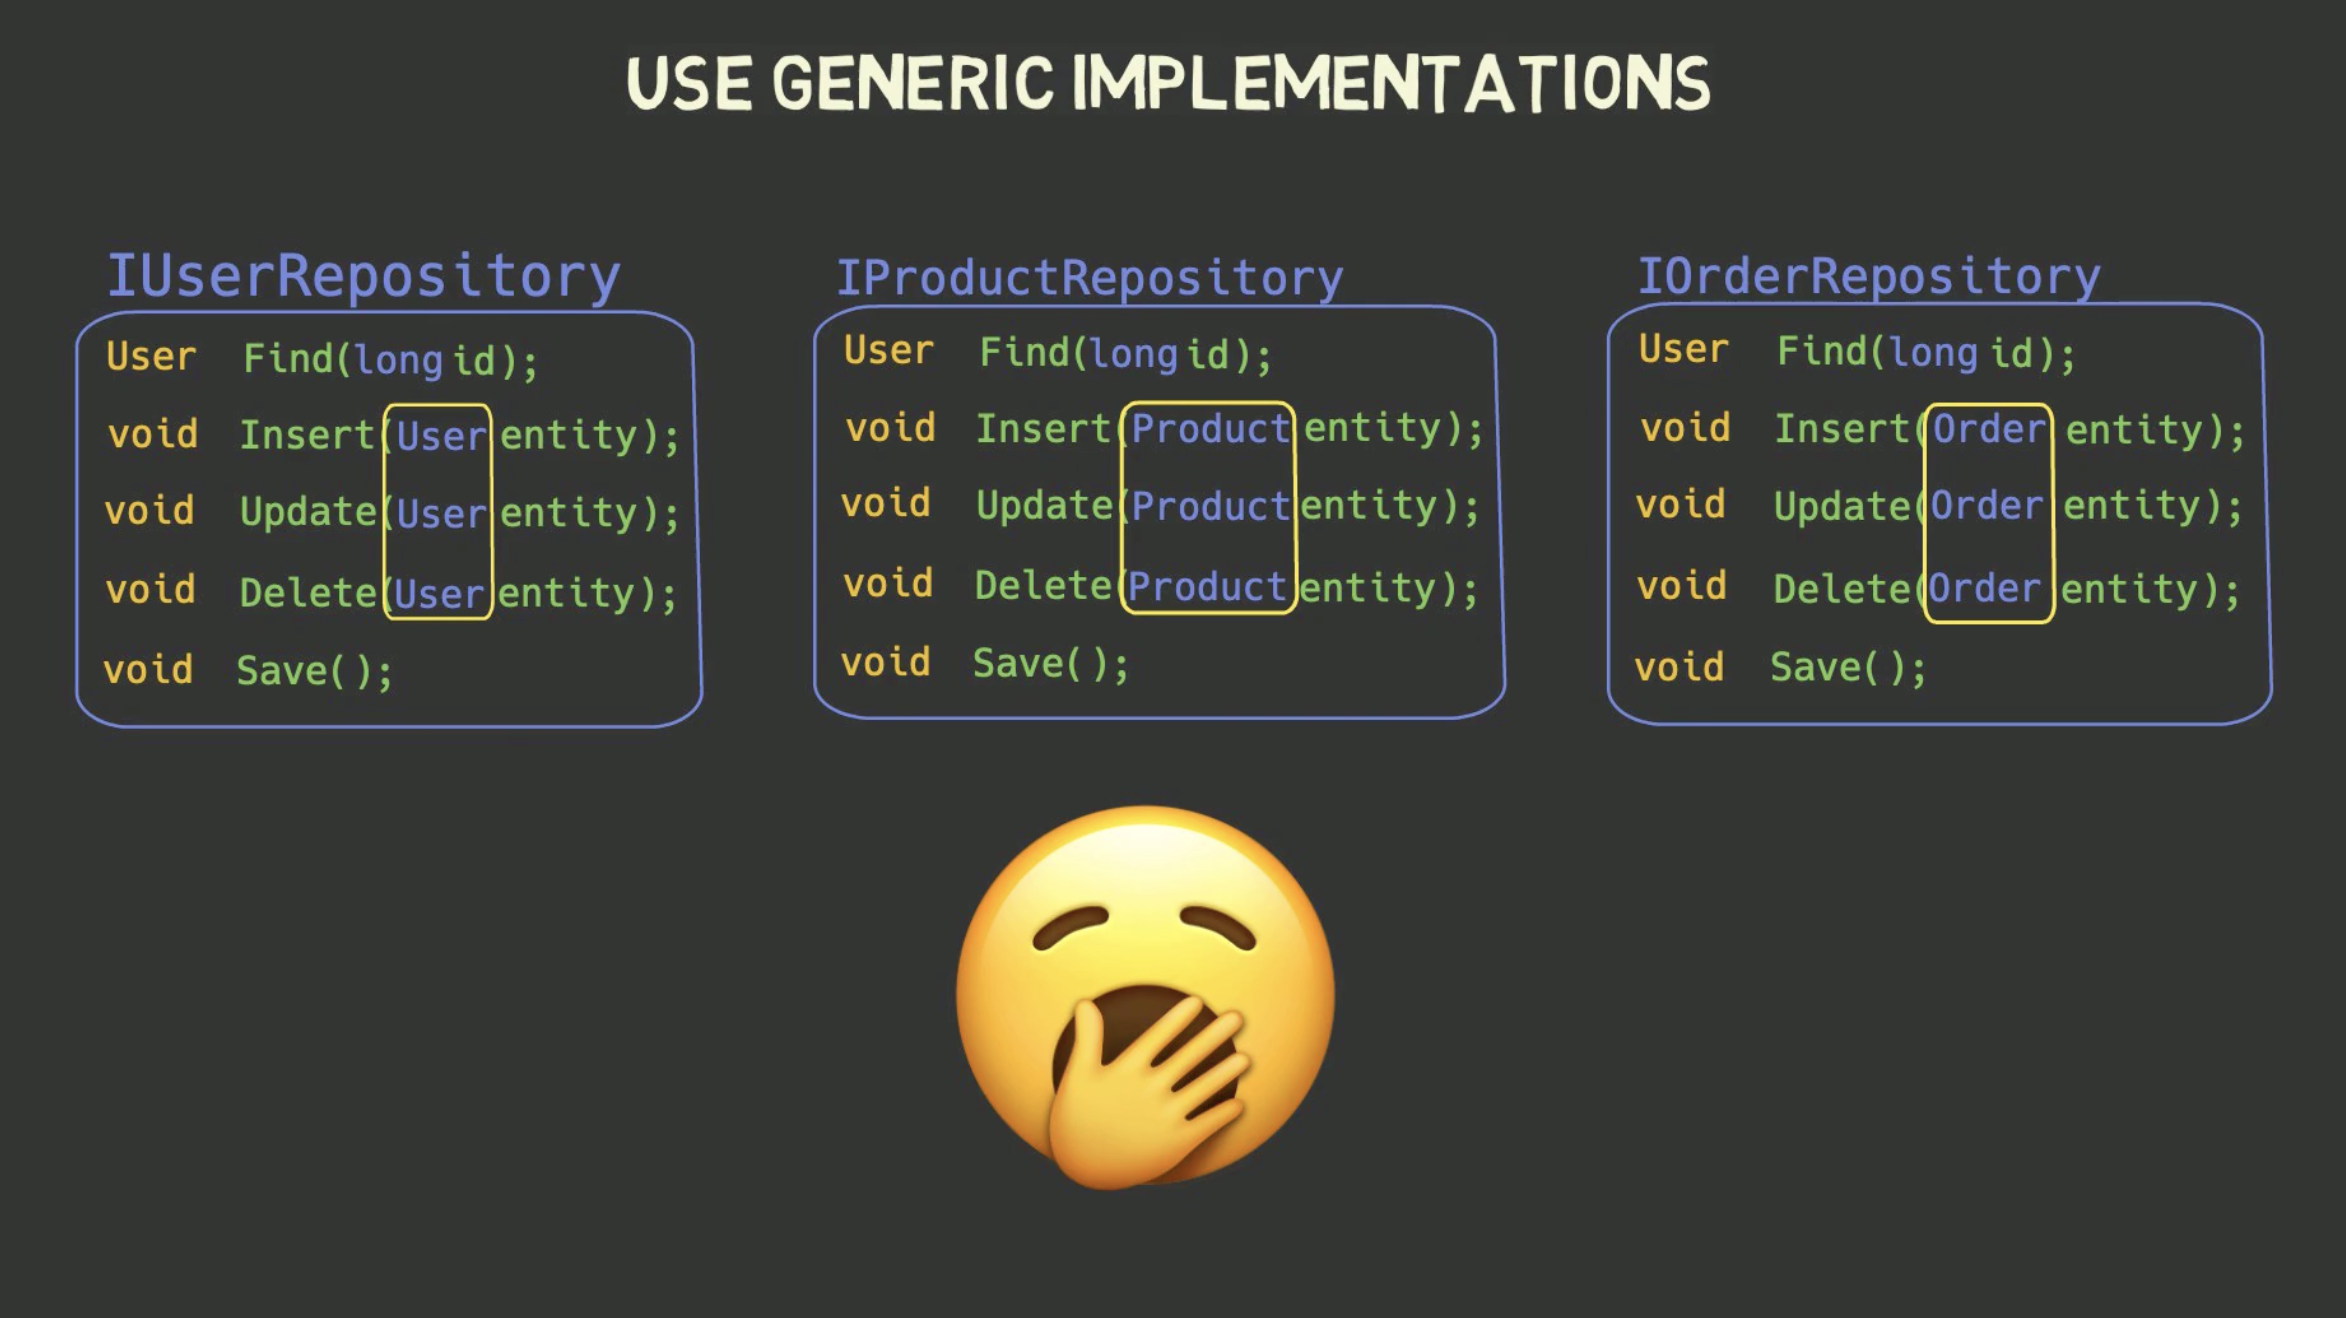 USE GENERIC IMPLEMENTATIONS
IUserRepository
User Find(long id);
void Insert(User entity);
void Update(User entity);
void Delete(User entity);
void Save();
IProductRepository
User Find(long id);
void Insert(Product entity);
void Update(Product entity);
void Delete(Product entity);
void Save();
IOrderRepository
User Find(long id);
void Insert(Order entity);
void Update(Order entity);
void Delete(Order entity);
void Save();